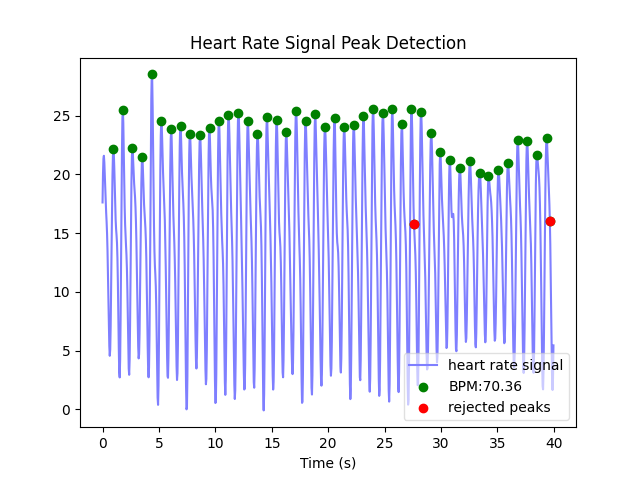 Heart Rate Signal Peak Detection
25
20
15
10
5
0
heart rate signal
BPM:70.36
rejected peaks
0 5 10 15 20 25 30 35 40
Time (s)